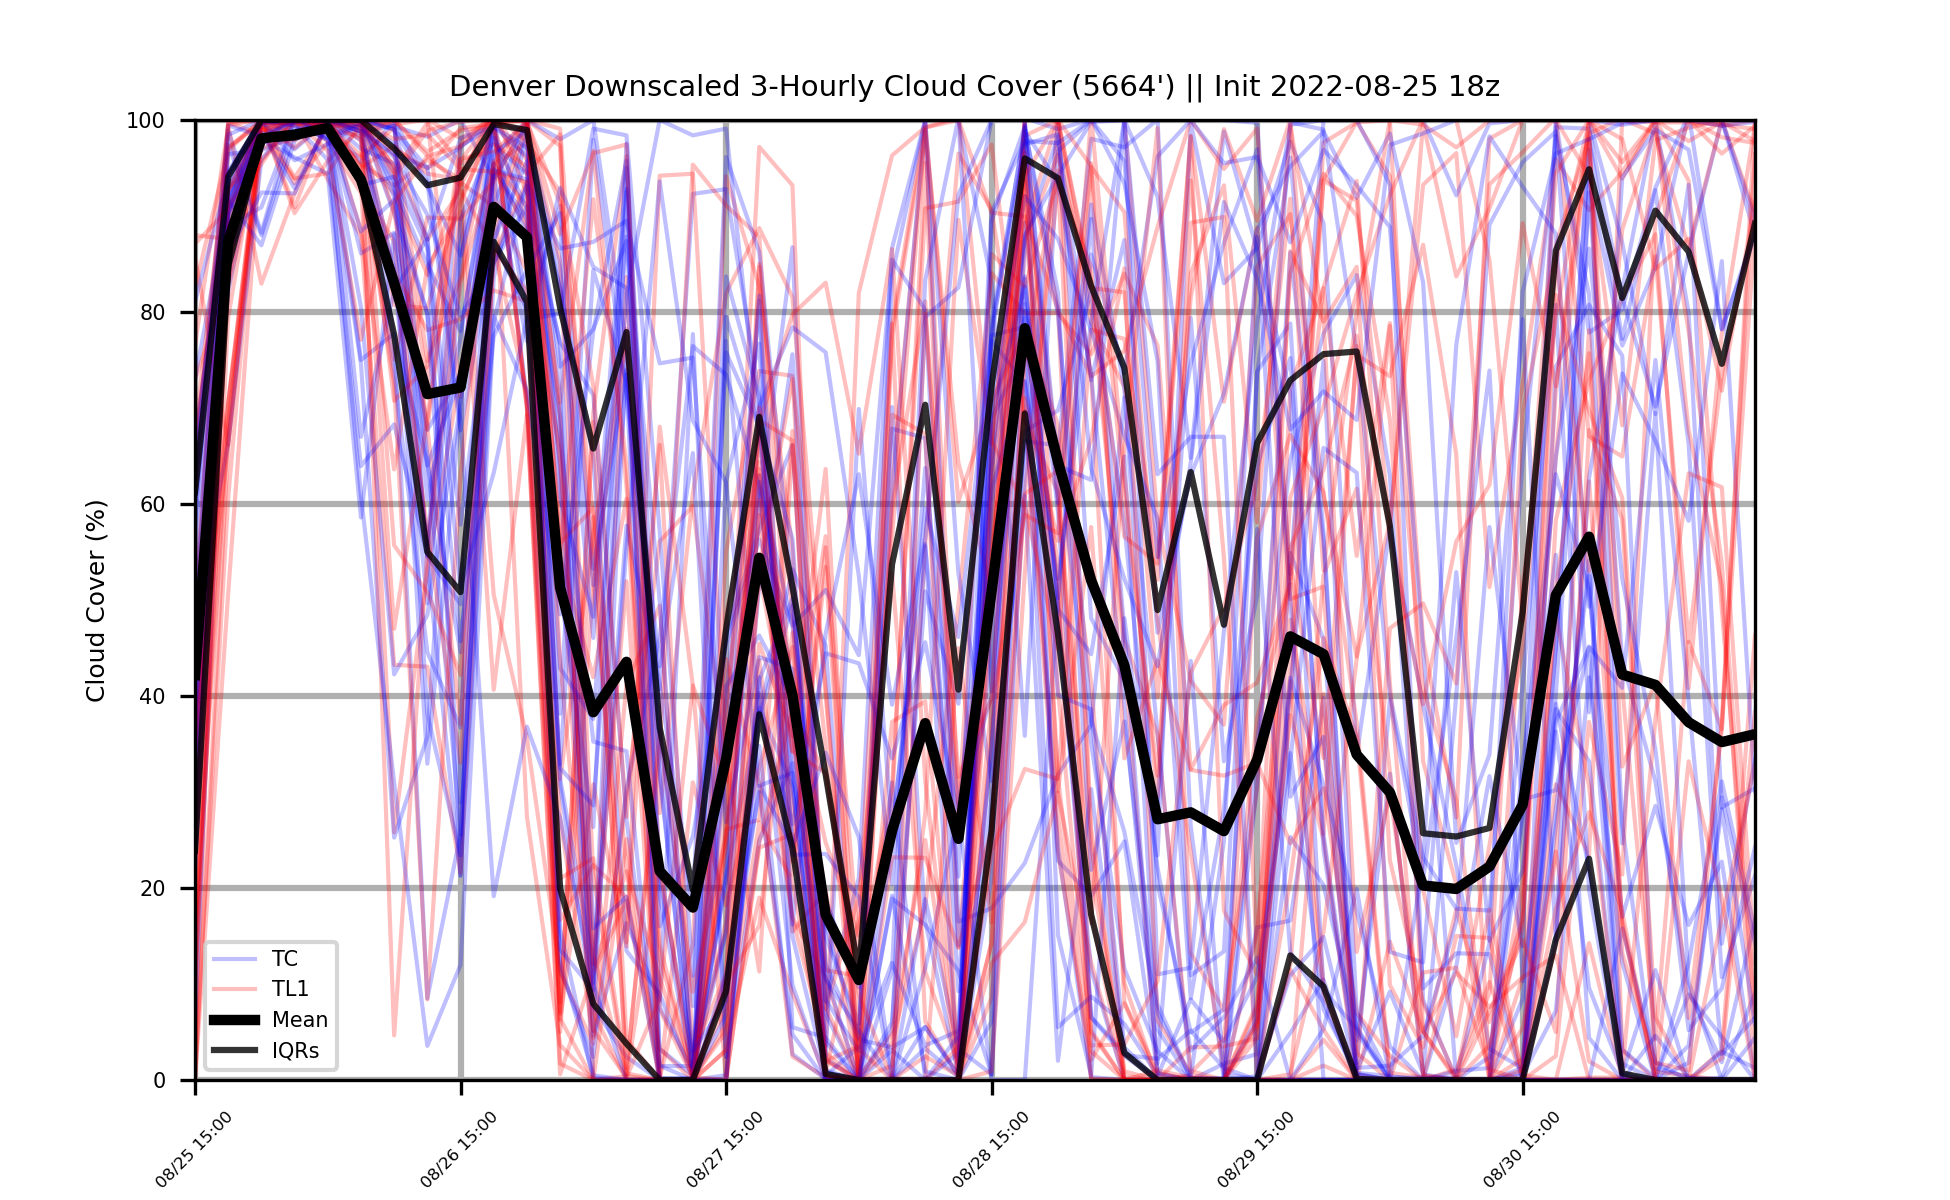 Denver Downscaled 3-Hourly Cloud Cover (5664') || Init 2022-08-25 18z
Cloud Cover (%)
100
80
60
40
20
0
TC
TL1
Mean
IQRs
08/25 15:00
08/26 15:00
08/27 15:00
08/28 15:00
08/29 15:00
08/30 15:00